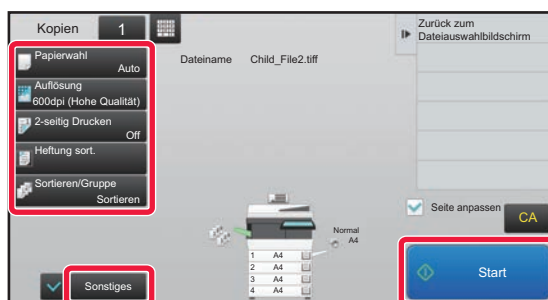 Kopien 1
Papierwahl
Auto
Auflösung
600dpi (Hohe Qualität)
2-seitig Drucken
Off
Heftung sort.
Sortieren/Gruppe
Sortieren
Sonstiges
Dateiname Child_File2.tiff
Normal
A4
1 A4
2 A4
3 A4
4 A4
Zurück zum
Dateiauswahlbildschirm
Seite anpassen
CA
Start